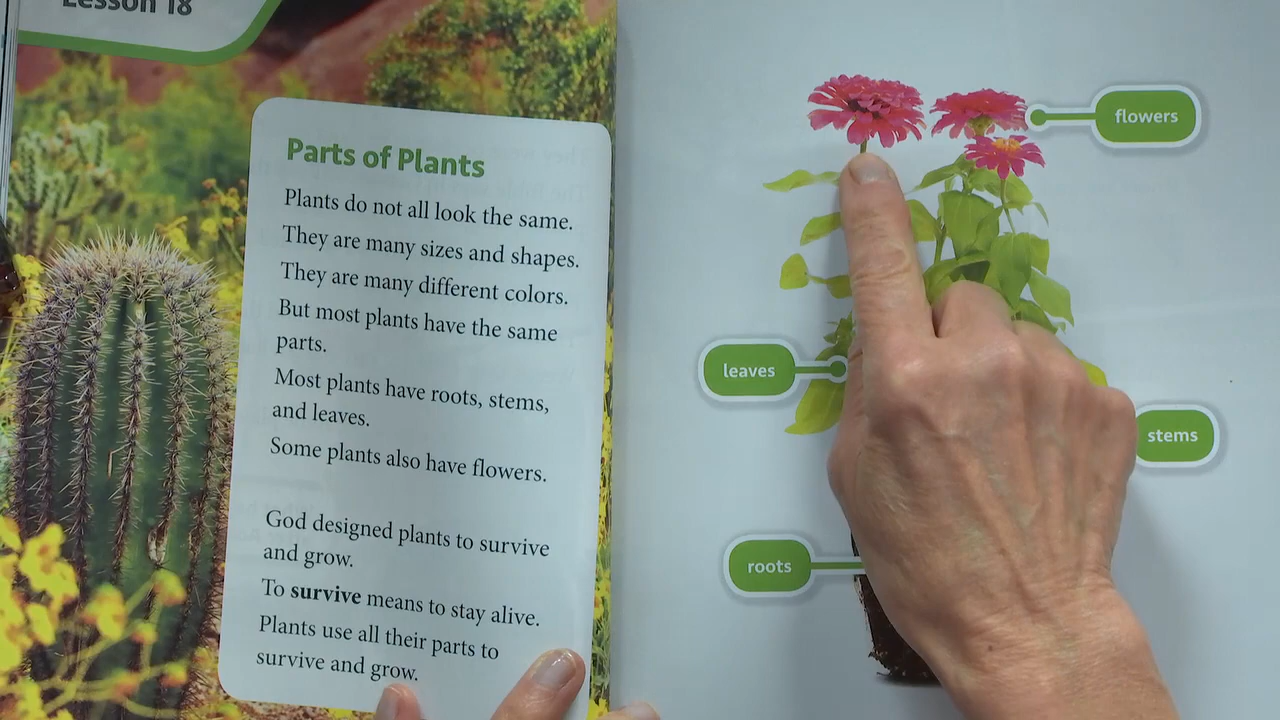 Lesson 18
Parts of Plants
Plants do not all look the same.
They are many sizes and shapes.
They are many different colors.
But most plants have the same
parts.
Most plants have roots, stems,
and leaves.
Some plants also have flowers.
God designed plants to survive
and grow.
To survive means to stay alive.
Plants use all their parts to
survive and grow.
flowers
leaves
stems
roots